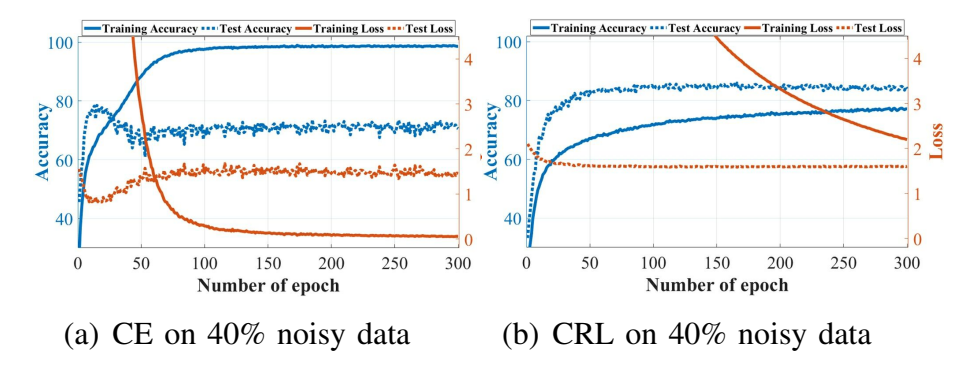 Training Accuracy Test Accuracy Training Loss Test Loss
100
80
60
40
Accuracy
4
3
2
1
0
0 50 100 150 200 250 300
Number of epoch
(a) CE on 40% noisy data
Training Accuracy Test Accuracy Training Loss Test Loss
100
80
60
40
Accuracy
4
3
2
1
0
Loss
0 50 100 150 200 250 300
Number of epoch
(b) CRL on 40% noisy data